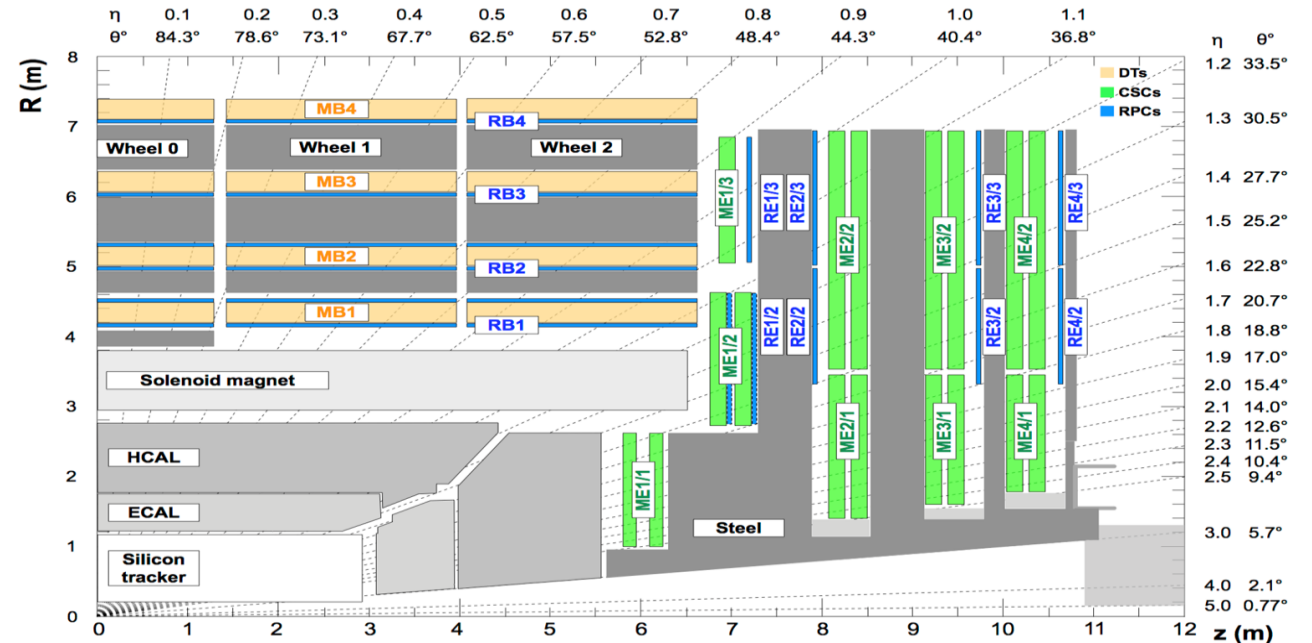 η 0.1 0.2 0.3 0.4 0.5 0.6 0.7 0.8 0.9 1.0 1.1
θ° 84.3° 78.6° 73.1° 67.7° 62.5° 57.5° 52.8° 48.4° 44.3° 40.4° 36.8° η θ°
R (m)
8
7
6
5
4
3
2
1
0
1.2 33.5°
1.3 30.5°
1.4 27.7°
1.5 25.2°
1.6 22.8°
1.7 20.7°
1.8 18.8°
1.9 17.0°
2.0 15.4°
2.1 14.0°
2.2 12.6°
2.3 11.5°
2.4 10.4°
2.5 9.4°
3.0 5.7°
4.0 2.1°
5.0 0.77°
DTs
CSCs
RPCs
MB4
RB4
Wheel 0 Wheel 1 Wheel 2
MB3
RB3
MB2
RB2
MB1
RB1
Solenoid magnet
HCAL
ECAL
Silicon
tracker
Steel
ME1/3
RE1/3
RE2/3
ME2/2
ME3/2
RE3/3
ME4/2
RE4/3
ME1/2
RE1/2
RE2/2
RE3/2
RE4/2
ME1/1
ME2/1
ME3/1
ME4/1
0 1 2 3 4 5 6 7 8 9 10 11 12 z (m)